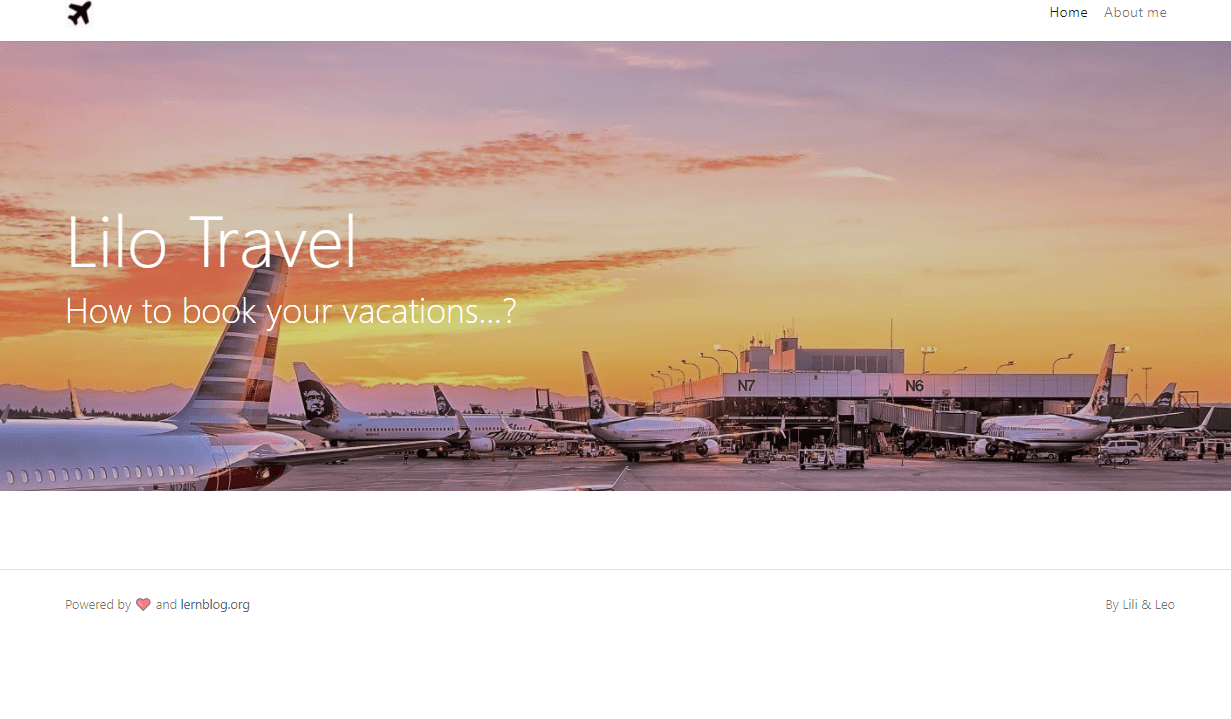 Home About me
Lilo Travel
How to book your vacations...?
N7 N6
Powered by ❤ and lernblog.org By Lili & Leo